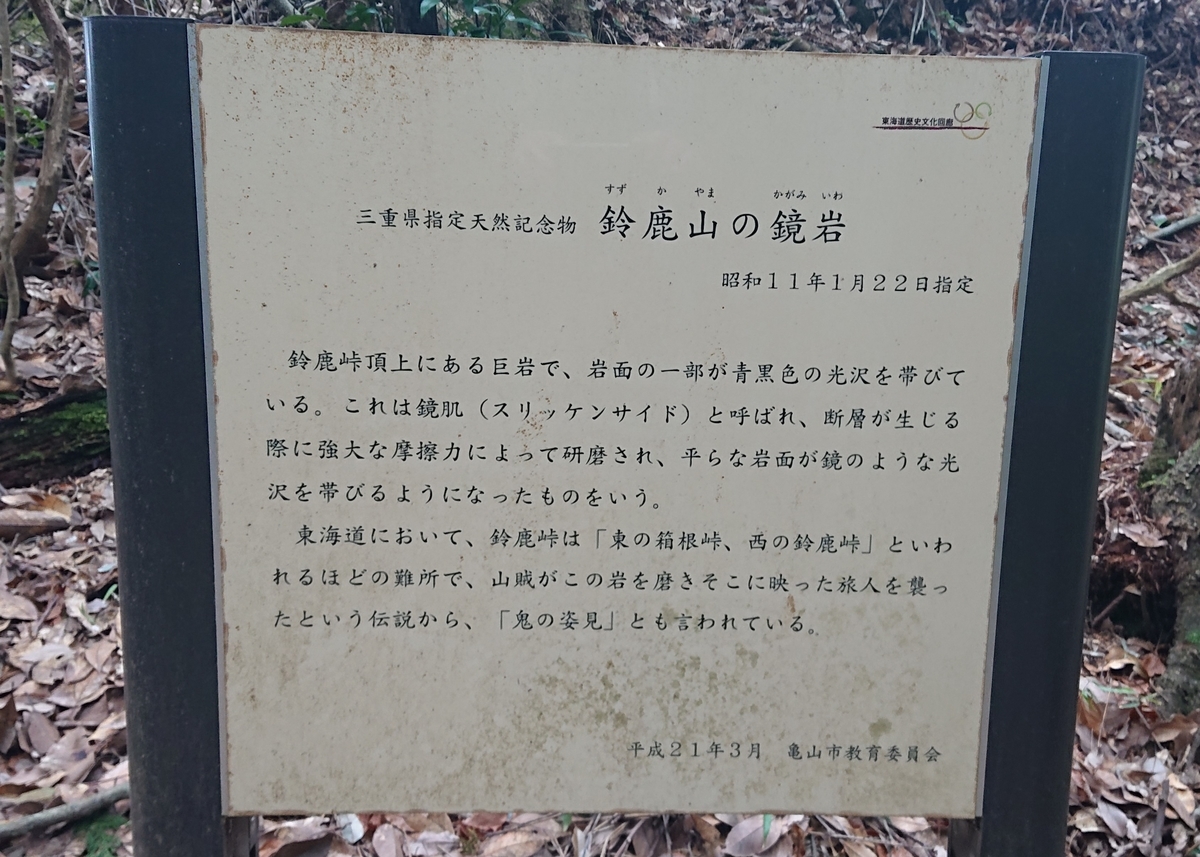 東海道歴史文化回廊
すず か やま かがみ いわ
三重県指定天然記念物 鈴鹿山の鏡岩
昭和11年1月22日指定
鈴鹿峠頂上にある巨岩で、岩面の一部が青黒色の光沢を帯びて
いる。これは鏡肌（スリッケンサイド）と呼ばれ、断層が生じる
際に強大な摩擦力によって研磨され、平らな岩面が鏡のような光
沢を帯びるようになったものをいう。
東海道において、鈴鹿峠は「東の箱根峠、西の鈴鹿峠」といわ
れるほどの難所で、山賊がこの岩を磨きそこに映った旅人を襲っ
たという伝説から、「鬼の姿見」とも言われている。
平成21年3月 亀山市教育委員会